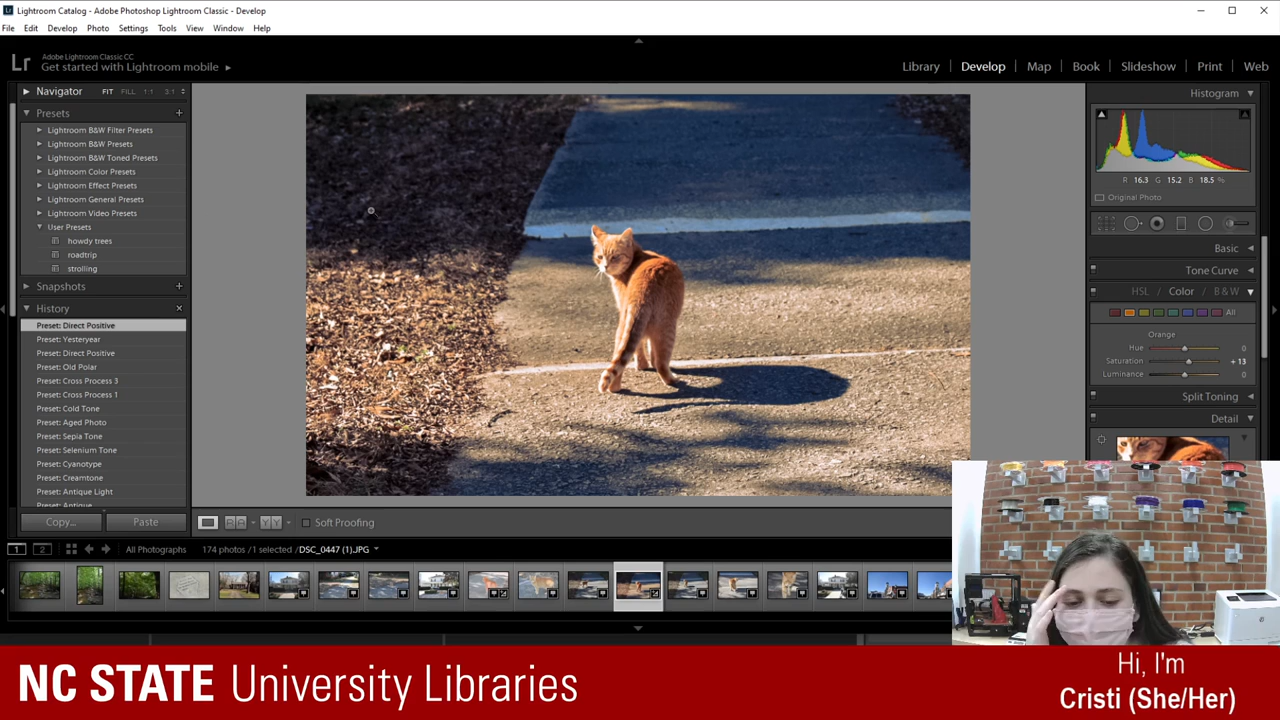 Lightroom Catalog - Adobe Photoshop Lightroom Classic - Develop
File Edit Develop Photo Settings Tools View Window Help
Lr
Adobe Lightroom Classic CC
Get started with Lightroom mobile
Library | Develop | Map | Book | Slideshow | Print | Web
Navigator FIT FILL 1:1 3:1
Presets
Lightroom B&W Filter Presets
Lightroom B&W Presets
Lightroom B&W Toned Presets
Lightroom Color Presets
Lightroom Effect Presets
Lightroom General Presets
Lightroom Video Presets
User Presets
howdy trees
roadtrip
strolling
Snapshots
History
Preset: Direct Positive
Preset: Yesteryear
Preset: Direct Positive
Preset: Old Polar
Preset: Cross Process 3
Preset: Cross Process 1
Preset: Cold Tone
Preset: Aged Photo
Preset: Sepia Tone
Preset: Selenium Tone
Preset: Cyanotype
Preset: Creamtone
Preset: Antique Light
Preset: Antique
Copy... Paste
Soft Proofing
Histogram
R 16.3 G 15.2 B 18.5 %
Original Photo
Basic
Tone Curve
HSL / Color / B & W
All
Orange
Hue 0
Saturation + 13
Luminance 0
Split Toning
Detail
1 2 All Photographs 174 photos / 1 selected / DSC_0447 (1).JPG
NC STATE University Libraries
Hi, I'm
Cristi (She/Her)